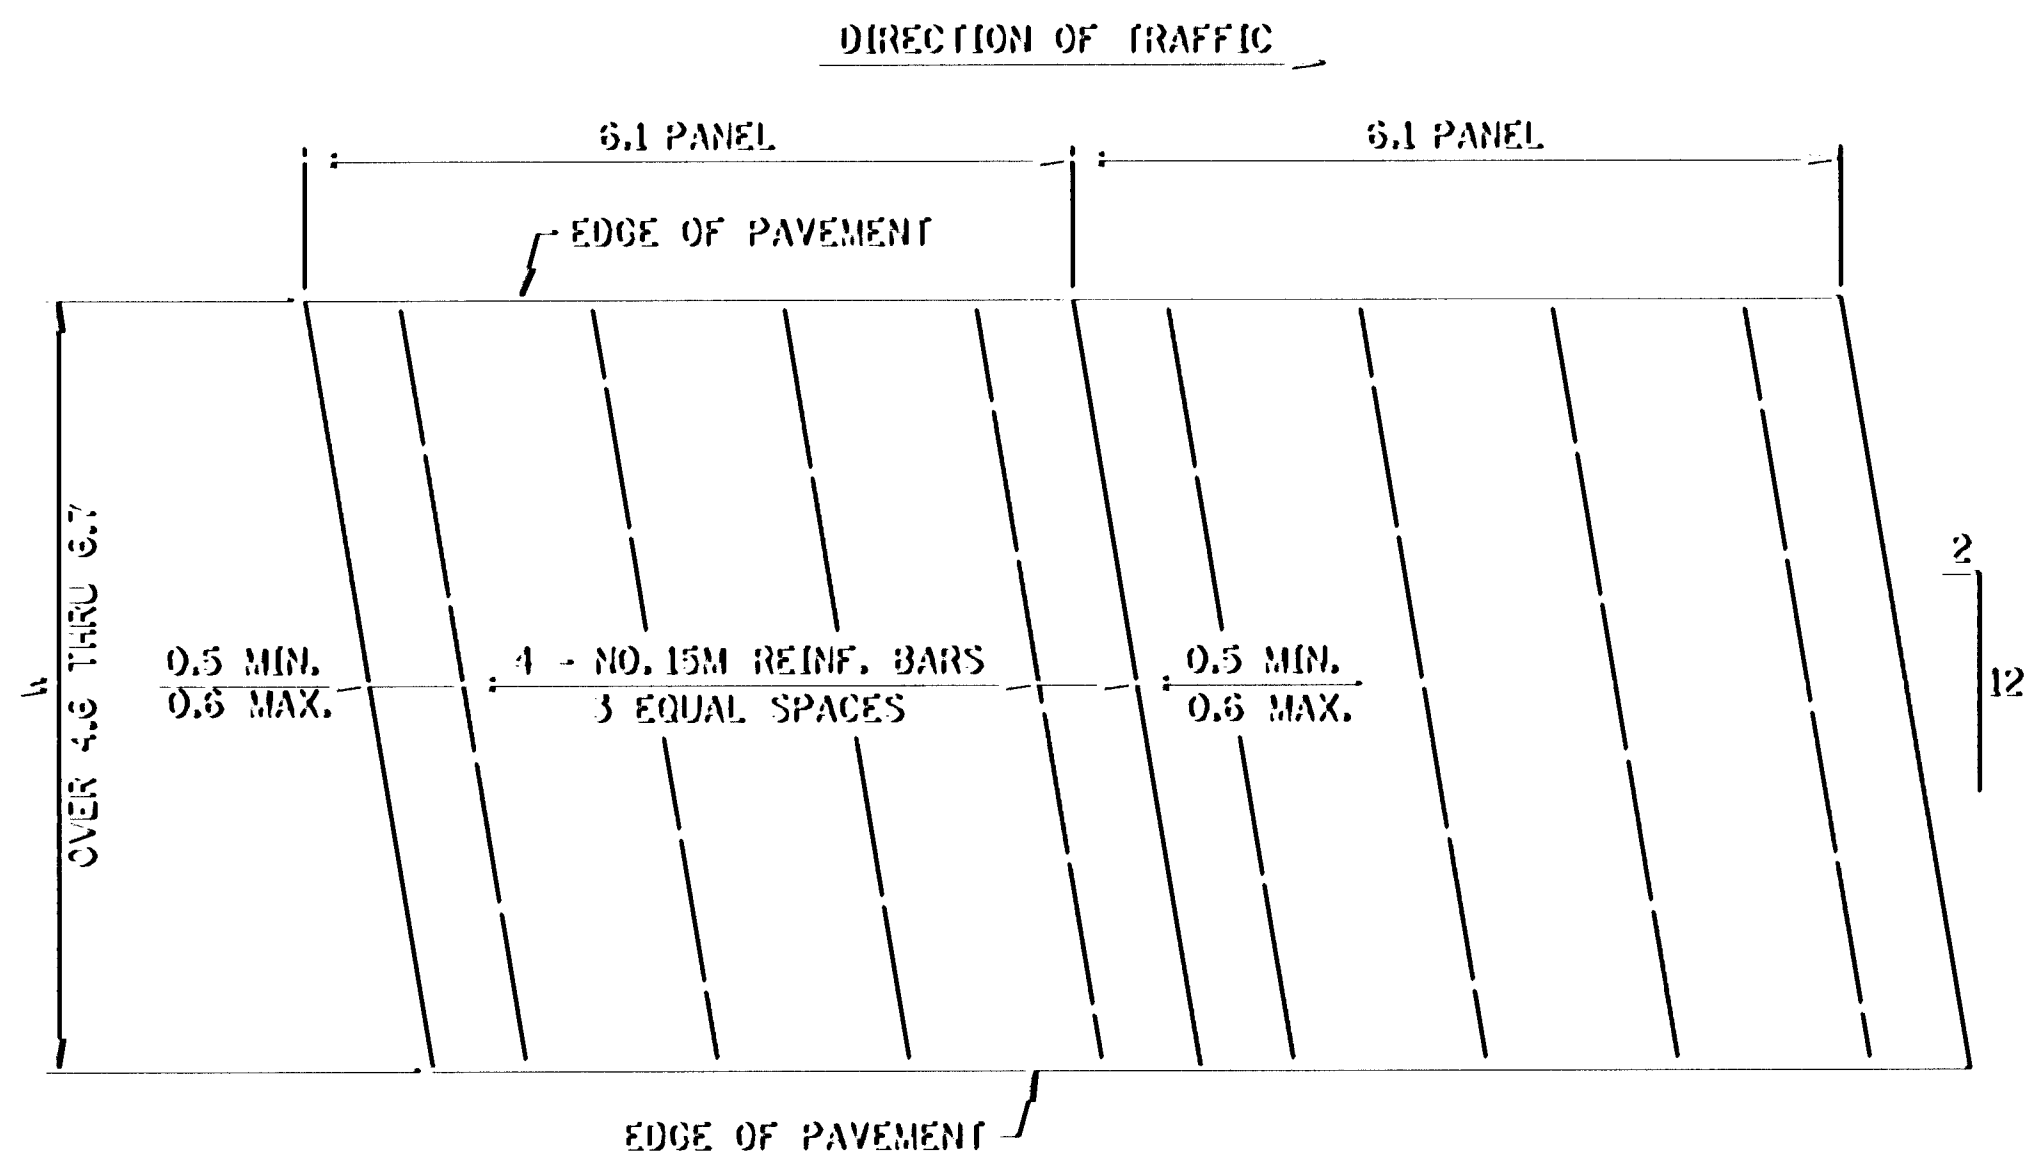 DIRECTION OF TRAFFIC
6.1 PANEL
6.1 PANEL
EDGE OF PAVEMENT
OVER 4.6 THRU 6.7
0.5 MIN.
0.6 MAX.
4 - NO. 15M REINF. BARS
3 EQUAL SPACES
0.5 MIN.
0.6 MAX.
2
12
EDGE OF PAVEMENT